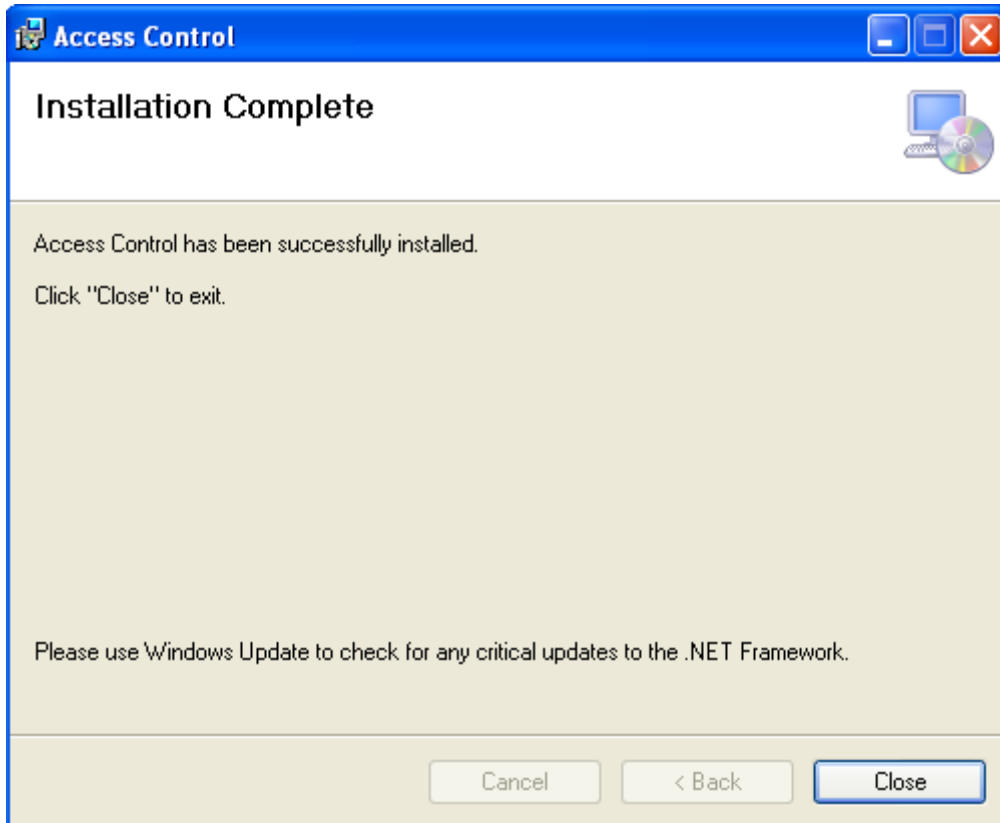 Access Control
Installation Complete
Access Control has been successfully installed.
Click "Close" to exit.
Please use Windows Update to check for any critical updates to the .NET Framework.
Cancel
< Back
Close